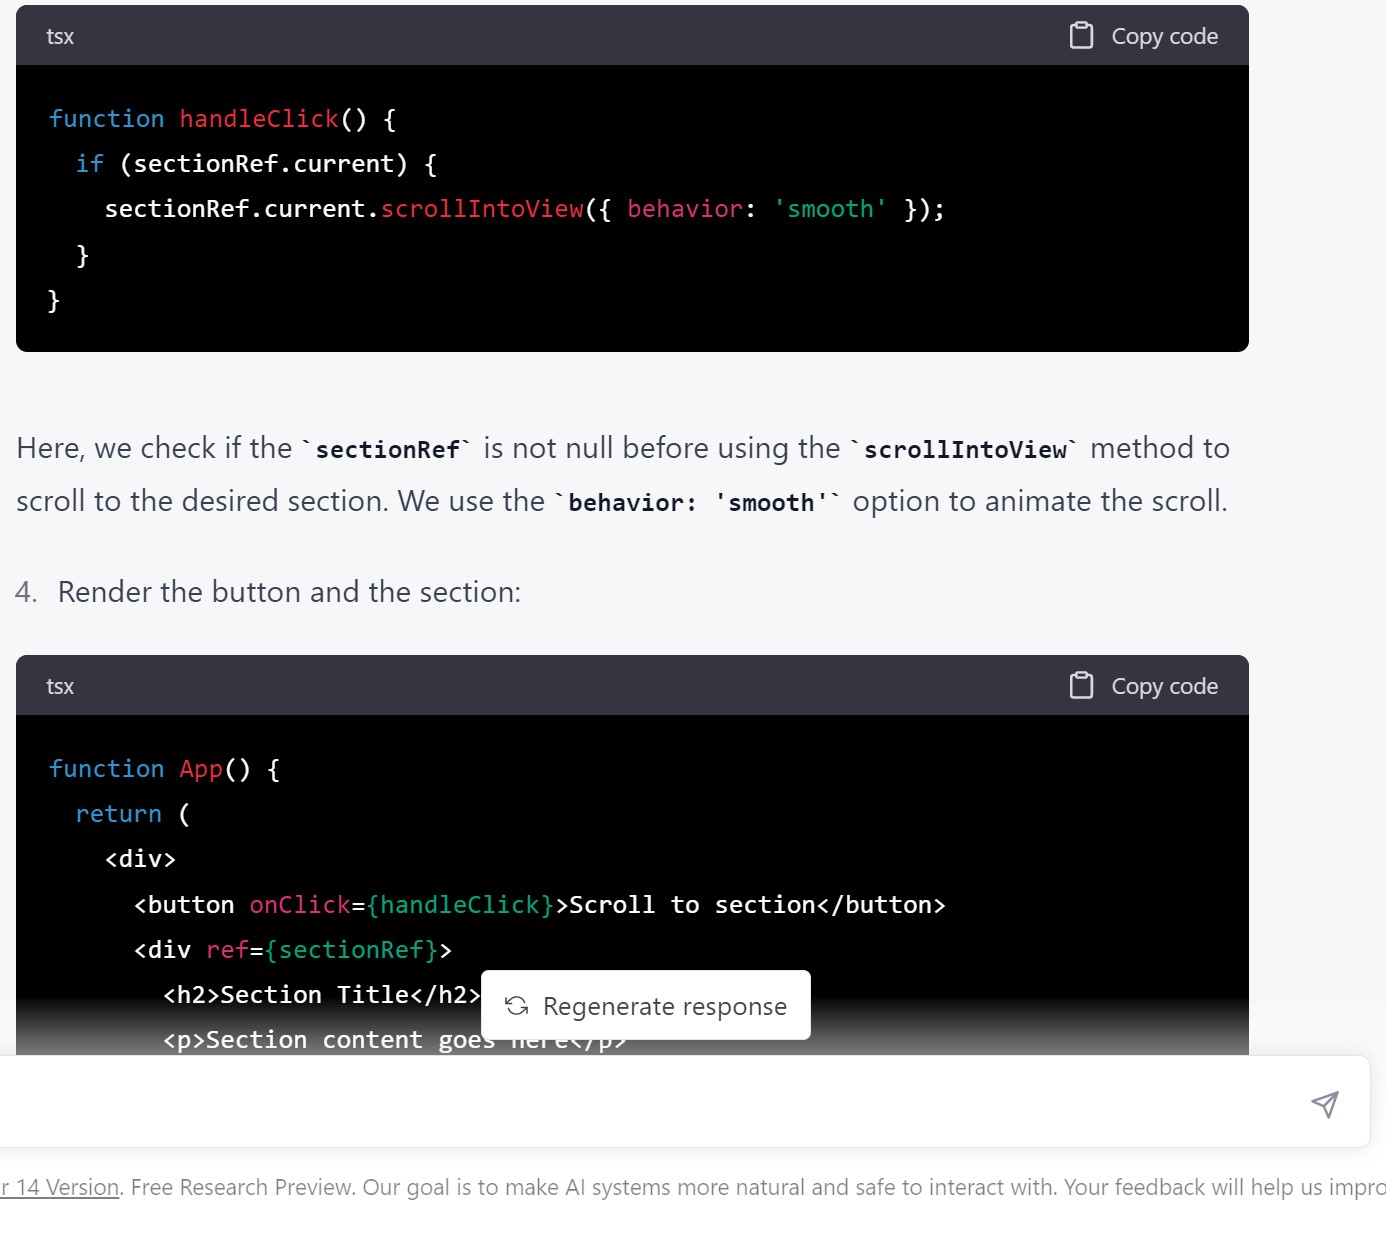 tsx Copy code
function handleClick() {
  if (sectionRef.current) {
    sectionRef.current.scrollIntoView({ behavior: 'smooth' });
  }
}
Here, we check if the `sectionRef` is not null before using the `scrollIntoView` method to
scroll to the desired section. We use the `behavior: 'smooth'` option to animate the scroll.
4. Render the button and the section:
tsx Copy code
function App() {
  return (
    <div>
      <button onClick={handleClick}>Scroll to section</button>
      <div ref={sectionRef}>
        <h2>Section Title</h2>
Regenerate response
        <p>Section content goes here</p>
r 14 Version. Free Research Preview. Our goal is to make AI systems more natural and safe to interact with. Your feedback will help us impro